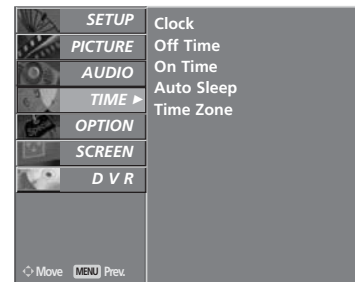 SETUP
PICTURE
AUDIO
TIME ►
OPTION
SCREEN
D V R
Move MENU Prev.
Clock
Off Time
On Time
Auto Sleep
Time Zone